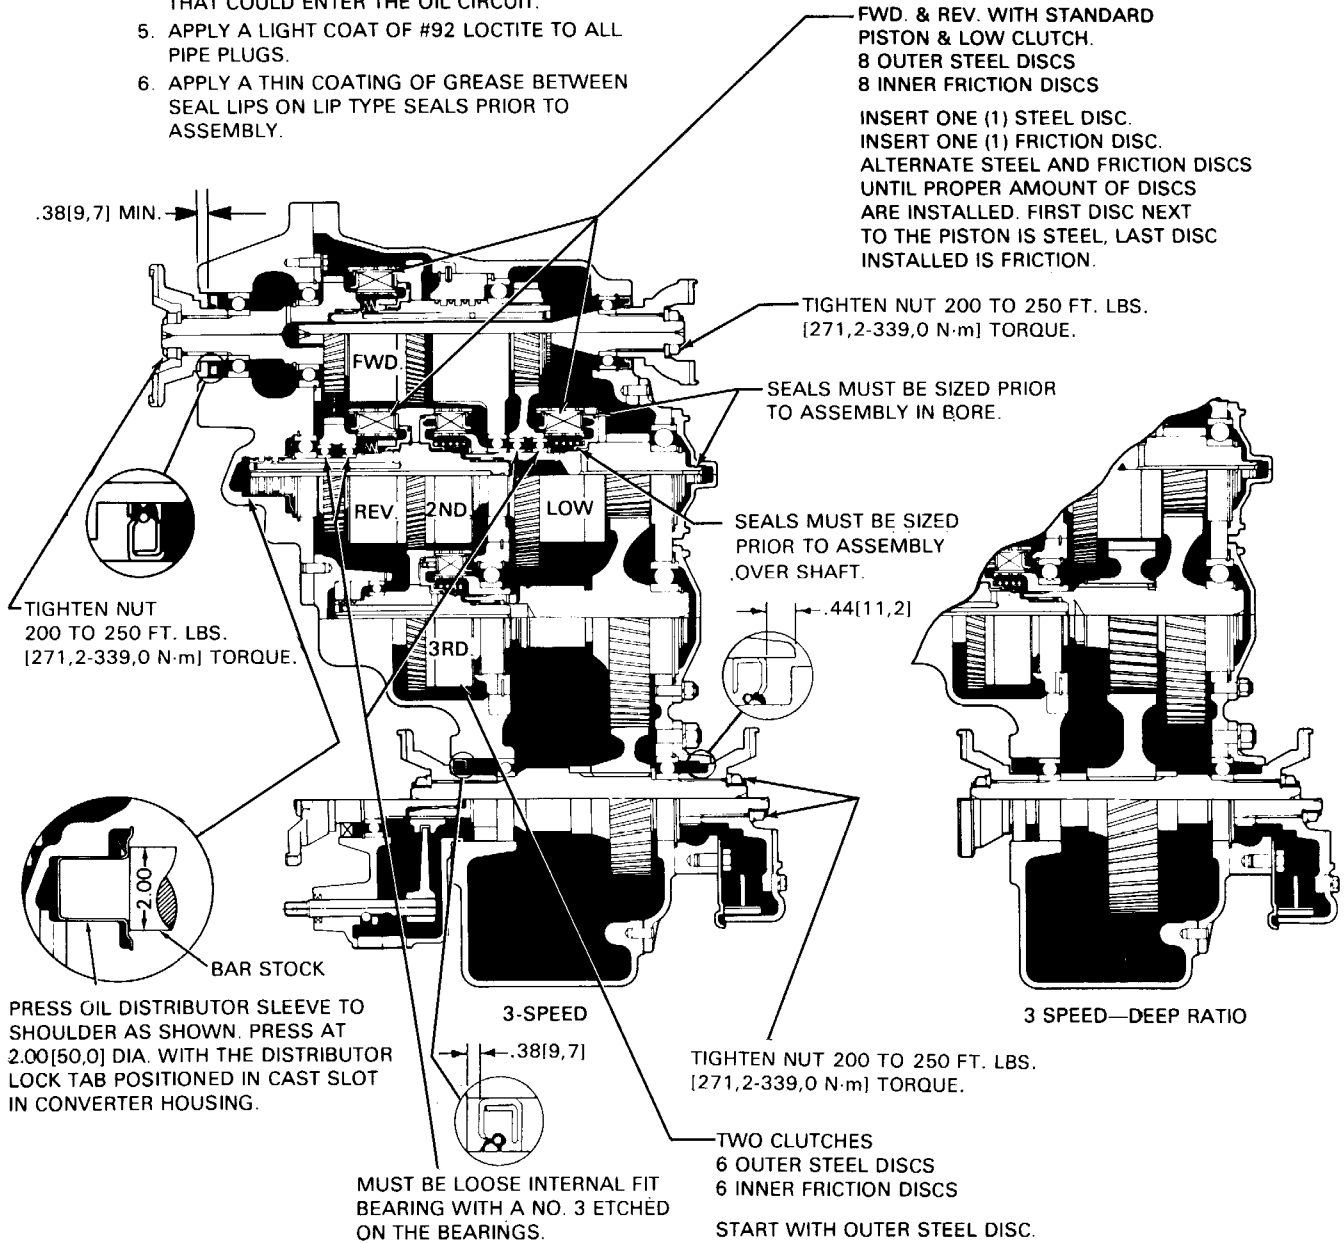 THAT COULD ENTER THE OIL CIRCUIT.
5. APPLY A LIGHT COAT OF #92 LOCTITE TO ALL
PIPE PLUGS.
6. APPLY A THIN COATING OF GREASE BETWEEN
SEAL LIPS ON LIP TYPE SEALS PRIOR TO
ASSEMBLY.
FWD. & REV. WITH STANDARD
PISTON & LOW CLUTCH.
8 OUTER STEEL DISCS
8 INNER FRICTION DISCS
INSERT ONE (1) STEEL DISC.
INSERT ONE (1) FRICTION DISC.
ALTERNATE STEEL AND FRICTION DISCS
UNTIL PROPER AMOUNT OF DISCS
ARE INSTALLED. FIRST DISC NEXT
TO THE PISTON IS STEEL, LAST DISC
INSTALLED IS FRICTION.
.38[9,7] MIN.
TIGHTEN NUT 200 TO 250 FT. LBS.
[271,2-339,0 N·m] TORQUE.
SEALS MUST BE SIZED PRIOR
TO ASSEMBLY IN BORE.
FWD.
REV.
2ND
LOW
3RD.
SEALS MUST BE SIZED
PRIOR TO ASSEMBLY
OVER SHAFT.
.44[11,2]
TIGHTEN NUT
200 TO 250 FT. LBS.
[271,2-339,0 N·m] TORQUE.
2.00
BAR STOCK
PRESS OIL DISTRIBUTOR SLEEVE TO
SHOULDER AS SHOWN. PRESS AT
2.00[50,0] DIA. WITH THE DISTRIBUTOR
LOCK TAB POSITIONED IN CAST SLOT
IN CONVERTER HOUSING.
3-SPEED
3 SPEED—DEEP RATIO
.38[9,7]
TIGHTEN NUT 200 TO 250 FT. LBS.
[271,2-339,0 N·m] TORQUE.
MUST BE LOOSE INTERNAL FIT
BEARING WITH A NO. 3 ETCHED
ON THE BEARINGS.
TWO CLUTCHES
6 OUTER STEEL DISCS
6 INNER FRICTION DISCS
START WITH OUTER STEEL DISC.